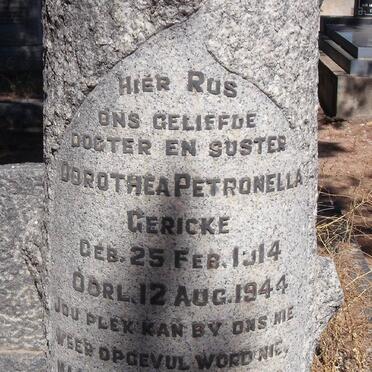 HIER RUS
ONS GELIEFDE
DOGTER EN SUSTER
DOROTHEA PETRONELLA
GERICKE
GEB. 25 FEB. 1914
OORL. 12 AUG. 1944
JOU PLEK KAN BY ONS NIE
WEER OPGEVUL WORD NIE,